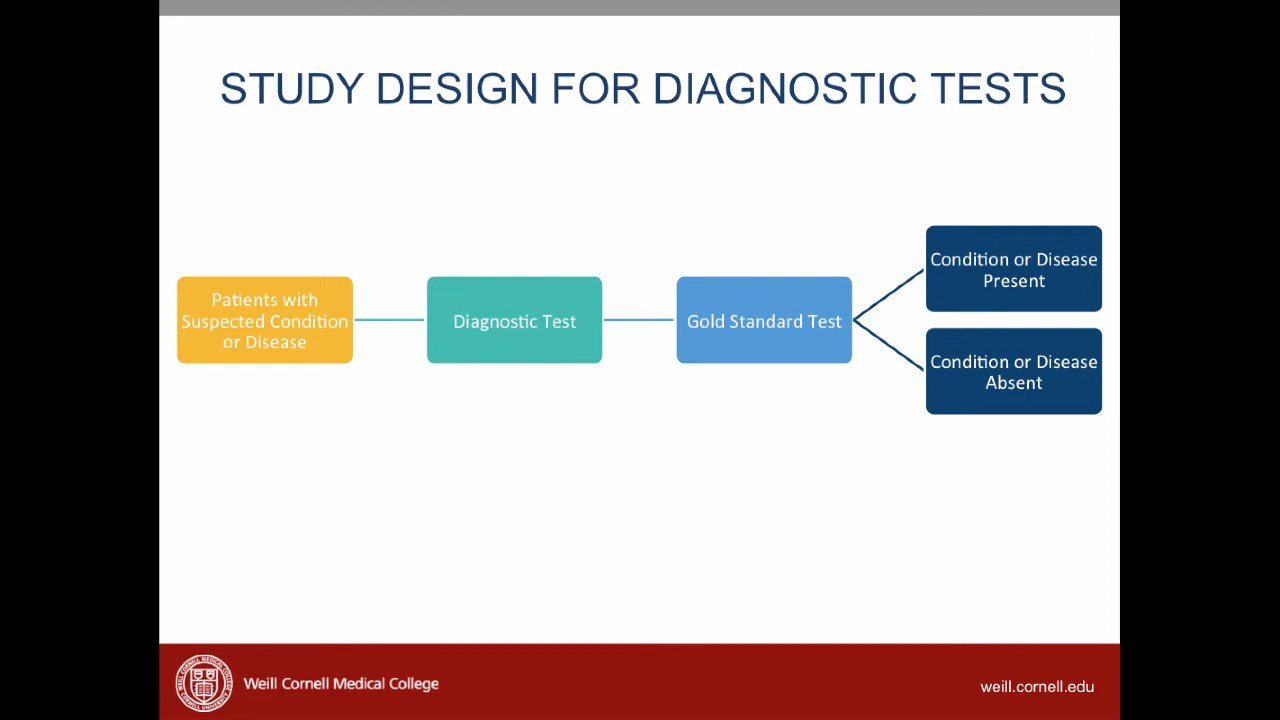 STUDY DESIGN FOR DIAGNOSTIC TESTS
Patients with
Suspected Condition
or Disease
Diagnostic Test
Gold Standard Test
Condition or Disease
Present
Condition or Disease
Absent
Weill Cornell Medical College
weill.cornell.edu